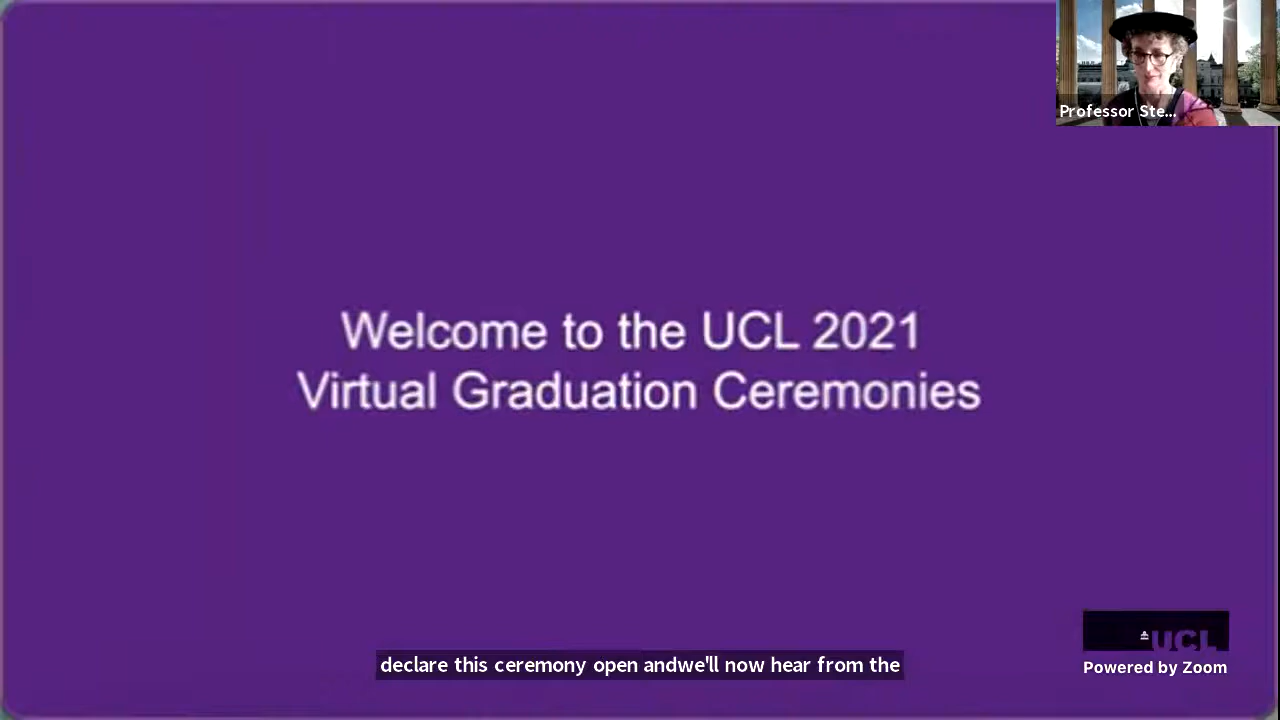 Professor Ste...
Welcome to the UCL 2021
Virtual Graduation Ceremonies
UCL
declare this ceremony open andwe'll now hear from the
Powered by Zoom